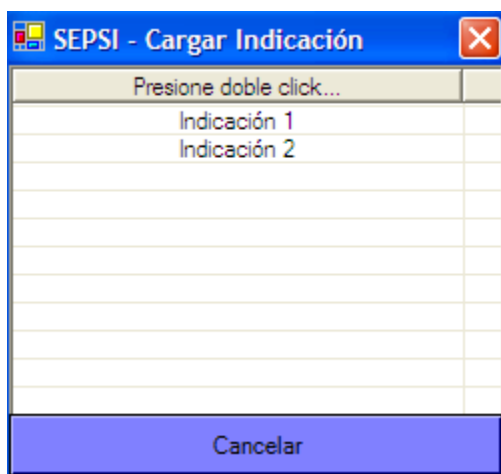 SEPSI - Cargar Indicación
Presione doble click...
Indicación 1
Indicación 2
Cancelar